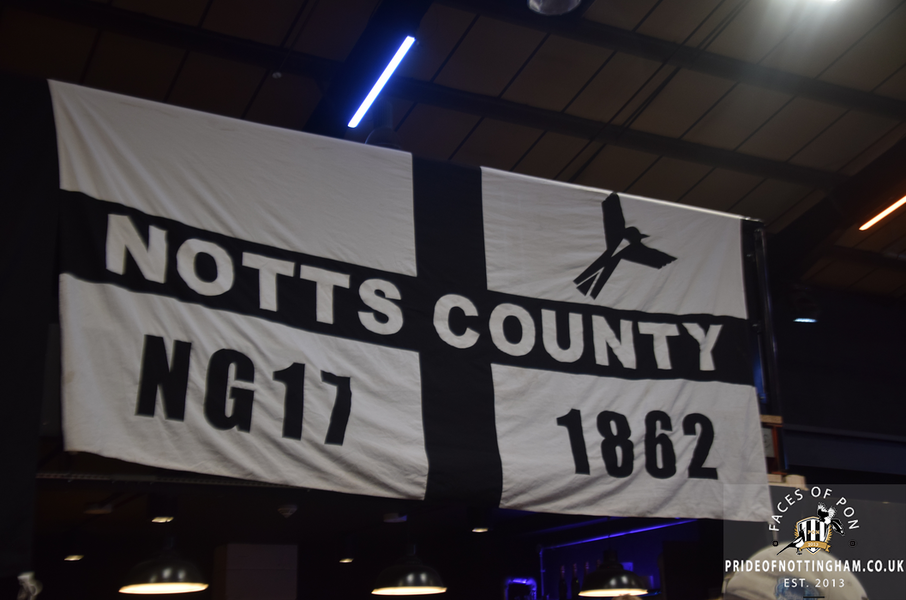 NOTTS COUNTY
NG17
1862
FACES OF PON
PRIDEOFNOTTINGHAM.CO.UK
EST. 2013